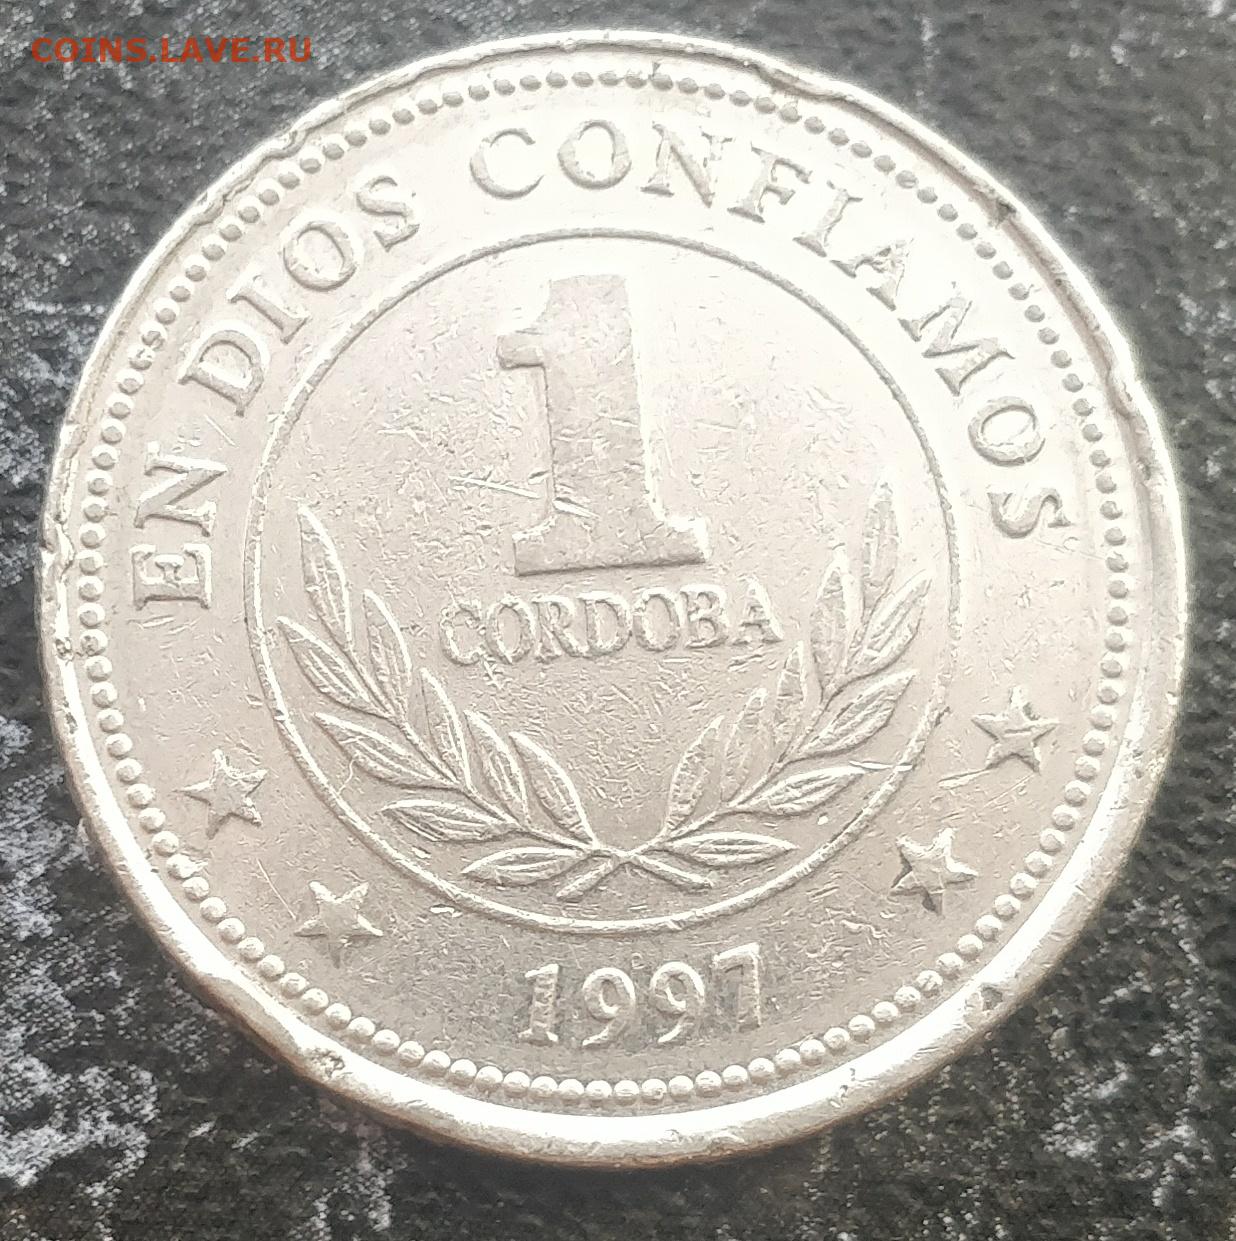 COINS.LAVE.RU
EN DIOS CONFIAMOS
1
CORDOBA
1997